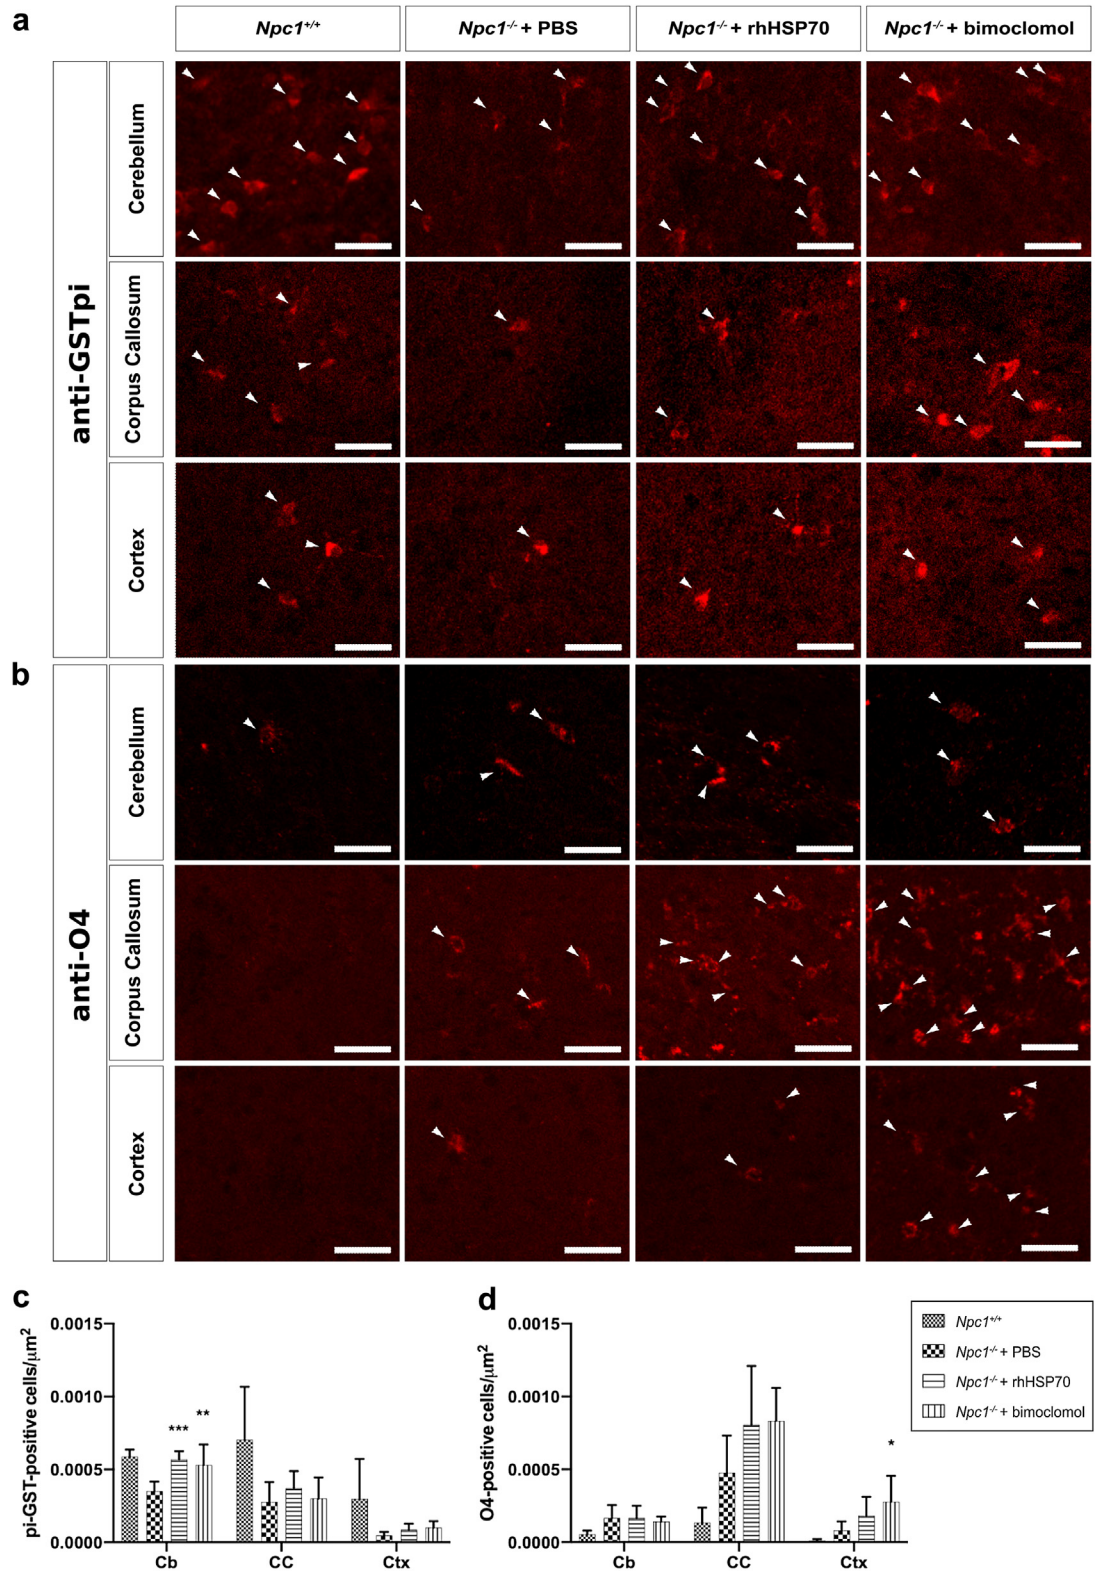 a
Npc1+/+
Npc1-/- + PBS
Npc1-/- + rhHSP70
Npc1-/- + bimoclomol
anti-GSTpi
Cerebellum
Corpus Callosum
Cortex
b
anti-O4
Cerebellum
Corpus Callosum
Cortex
c
pi-GST-positive cells/μm2
0.0015
0.0010
0.0005
0.0000
***
**
Cb
CC
Ctx
d
O4-positive cells/μm2
0.0015
0.0010
0.0005
0.0000
*
Cb
CC
Ctx
Npc1+/+
Npc1-/- + PBS
Npc1-/- + rhHSP70
Npc1-/- + bimoclomol